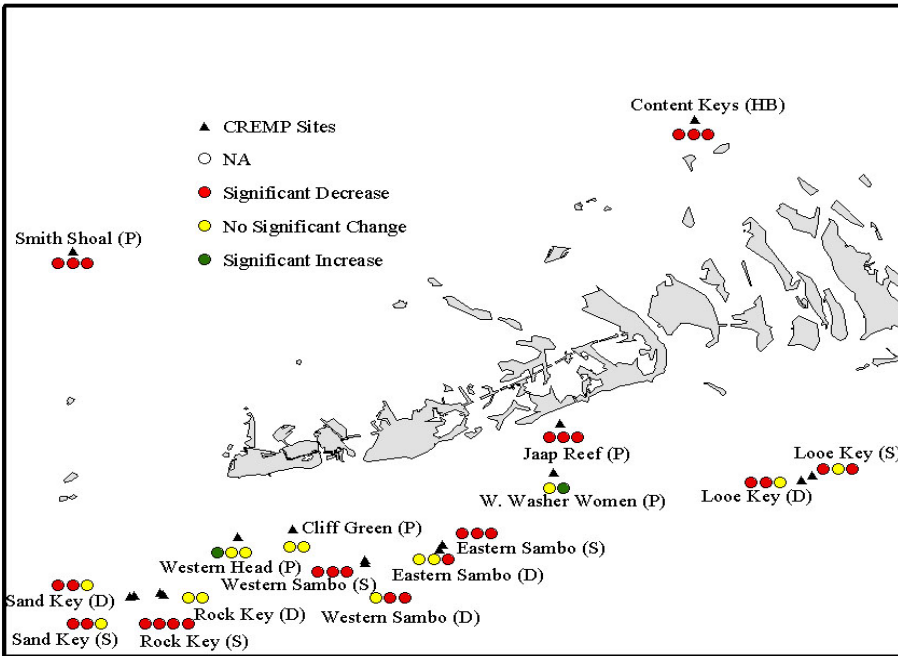 Content Keys (HB)
CREMP Sites
NA
Significant Decrease
No Significant Change
Significant Increase
Smith Shoal (P)
Jaap Reef (P)
Looe Key (S)
Looe Key (D)
W. Washer Women (P)
Cliff Green (P)
Eastern Sambo (S)
Western Head (P)
Eastern Sambo (D)
Western Sambo (S)
Sand Key (D)
Rock Key (D)
Western Sambo (D)
Sand Key (S)
Rock Key (S)